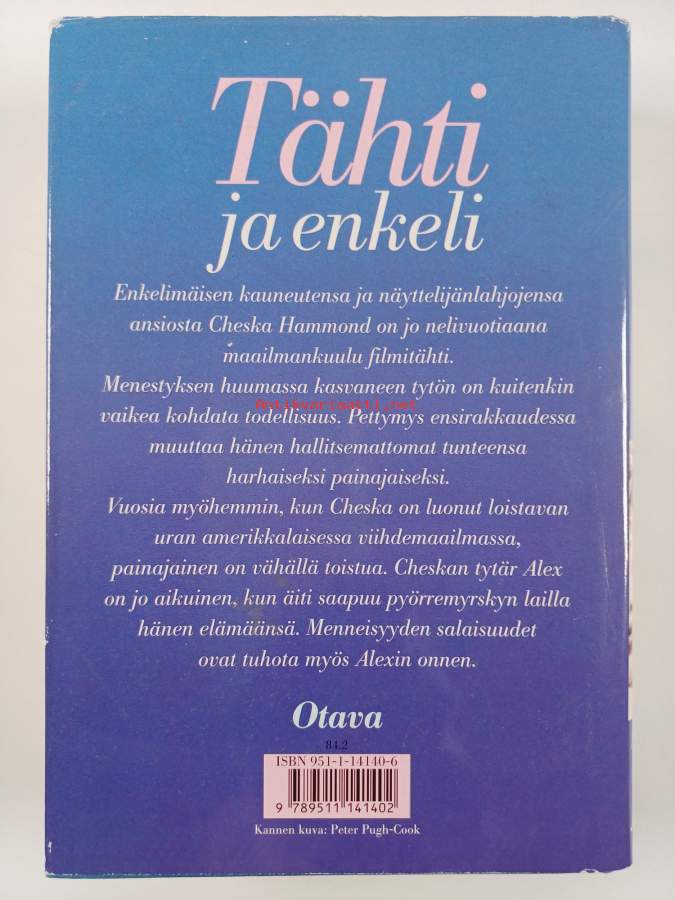 Tähti
ja enkeli
Enkelimäisen kauneutensa ja näyttelijänlahjojensa
ansiosta Cheska Hammond on jo nelivuotiaana
maailmankuulu filmitähti.
Menestyksen huumassa kasvaneen tytön on kuitenkin
Antikvariaatti.net
vaikea kohdata todellisuus. Pettymys ensirakkaudessa
muuttaa hänen hallitsemattomat tunteensa
harhaiseksi painajaiseksi.
Vuosia myöhemmin, kun Cheska on luonut loistavan
uran amerikkalaisessa viihdemaailmassa,
painajainen on vähällä toistua. Cheskan tytär Alex
on jo aikuinen, kun äiti saapuu pyörremyrskyn lailla
hänen elämäänsä. Menneisyyden salaisuudet
ovat tuhota myös Alexin onnen.
Otava
84.2
ISBN 951-1-14140-6
9 789511 141402
Kannen kuva: Peter Pugh-Cook